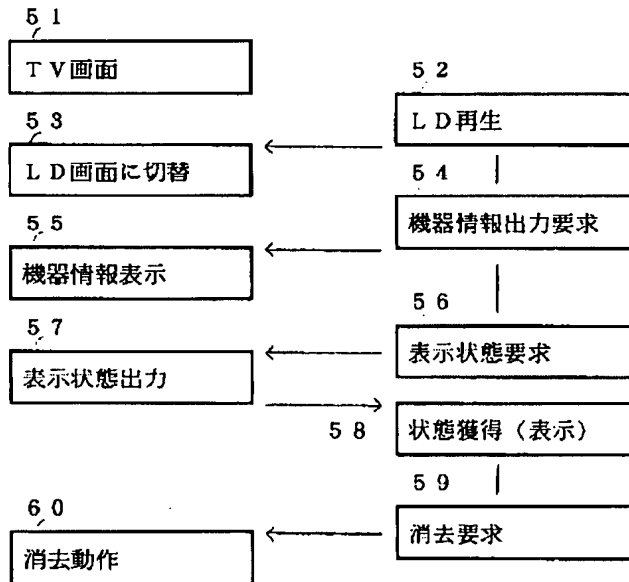 51
TV画面
52
LD再生
53
LD画面に切替
54
機器情報出力要求
55
機器情報表示
56
表示状態要求
57
表示状態出力
58
状態獲得（表示）
59
消去要求
60
消去動作